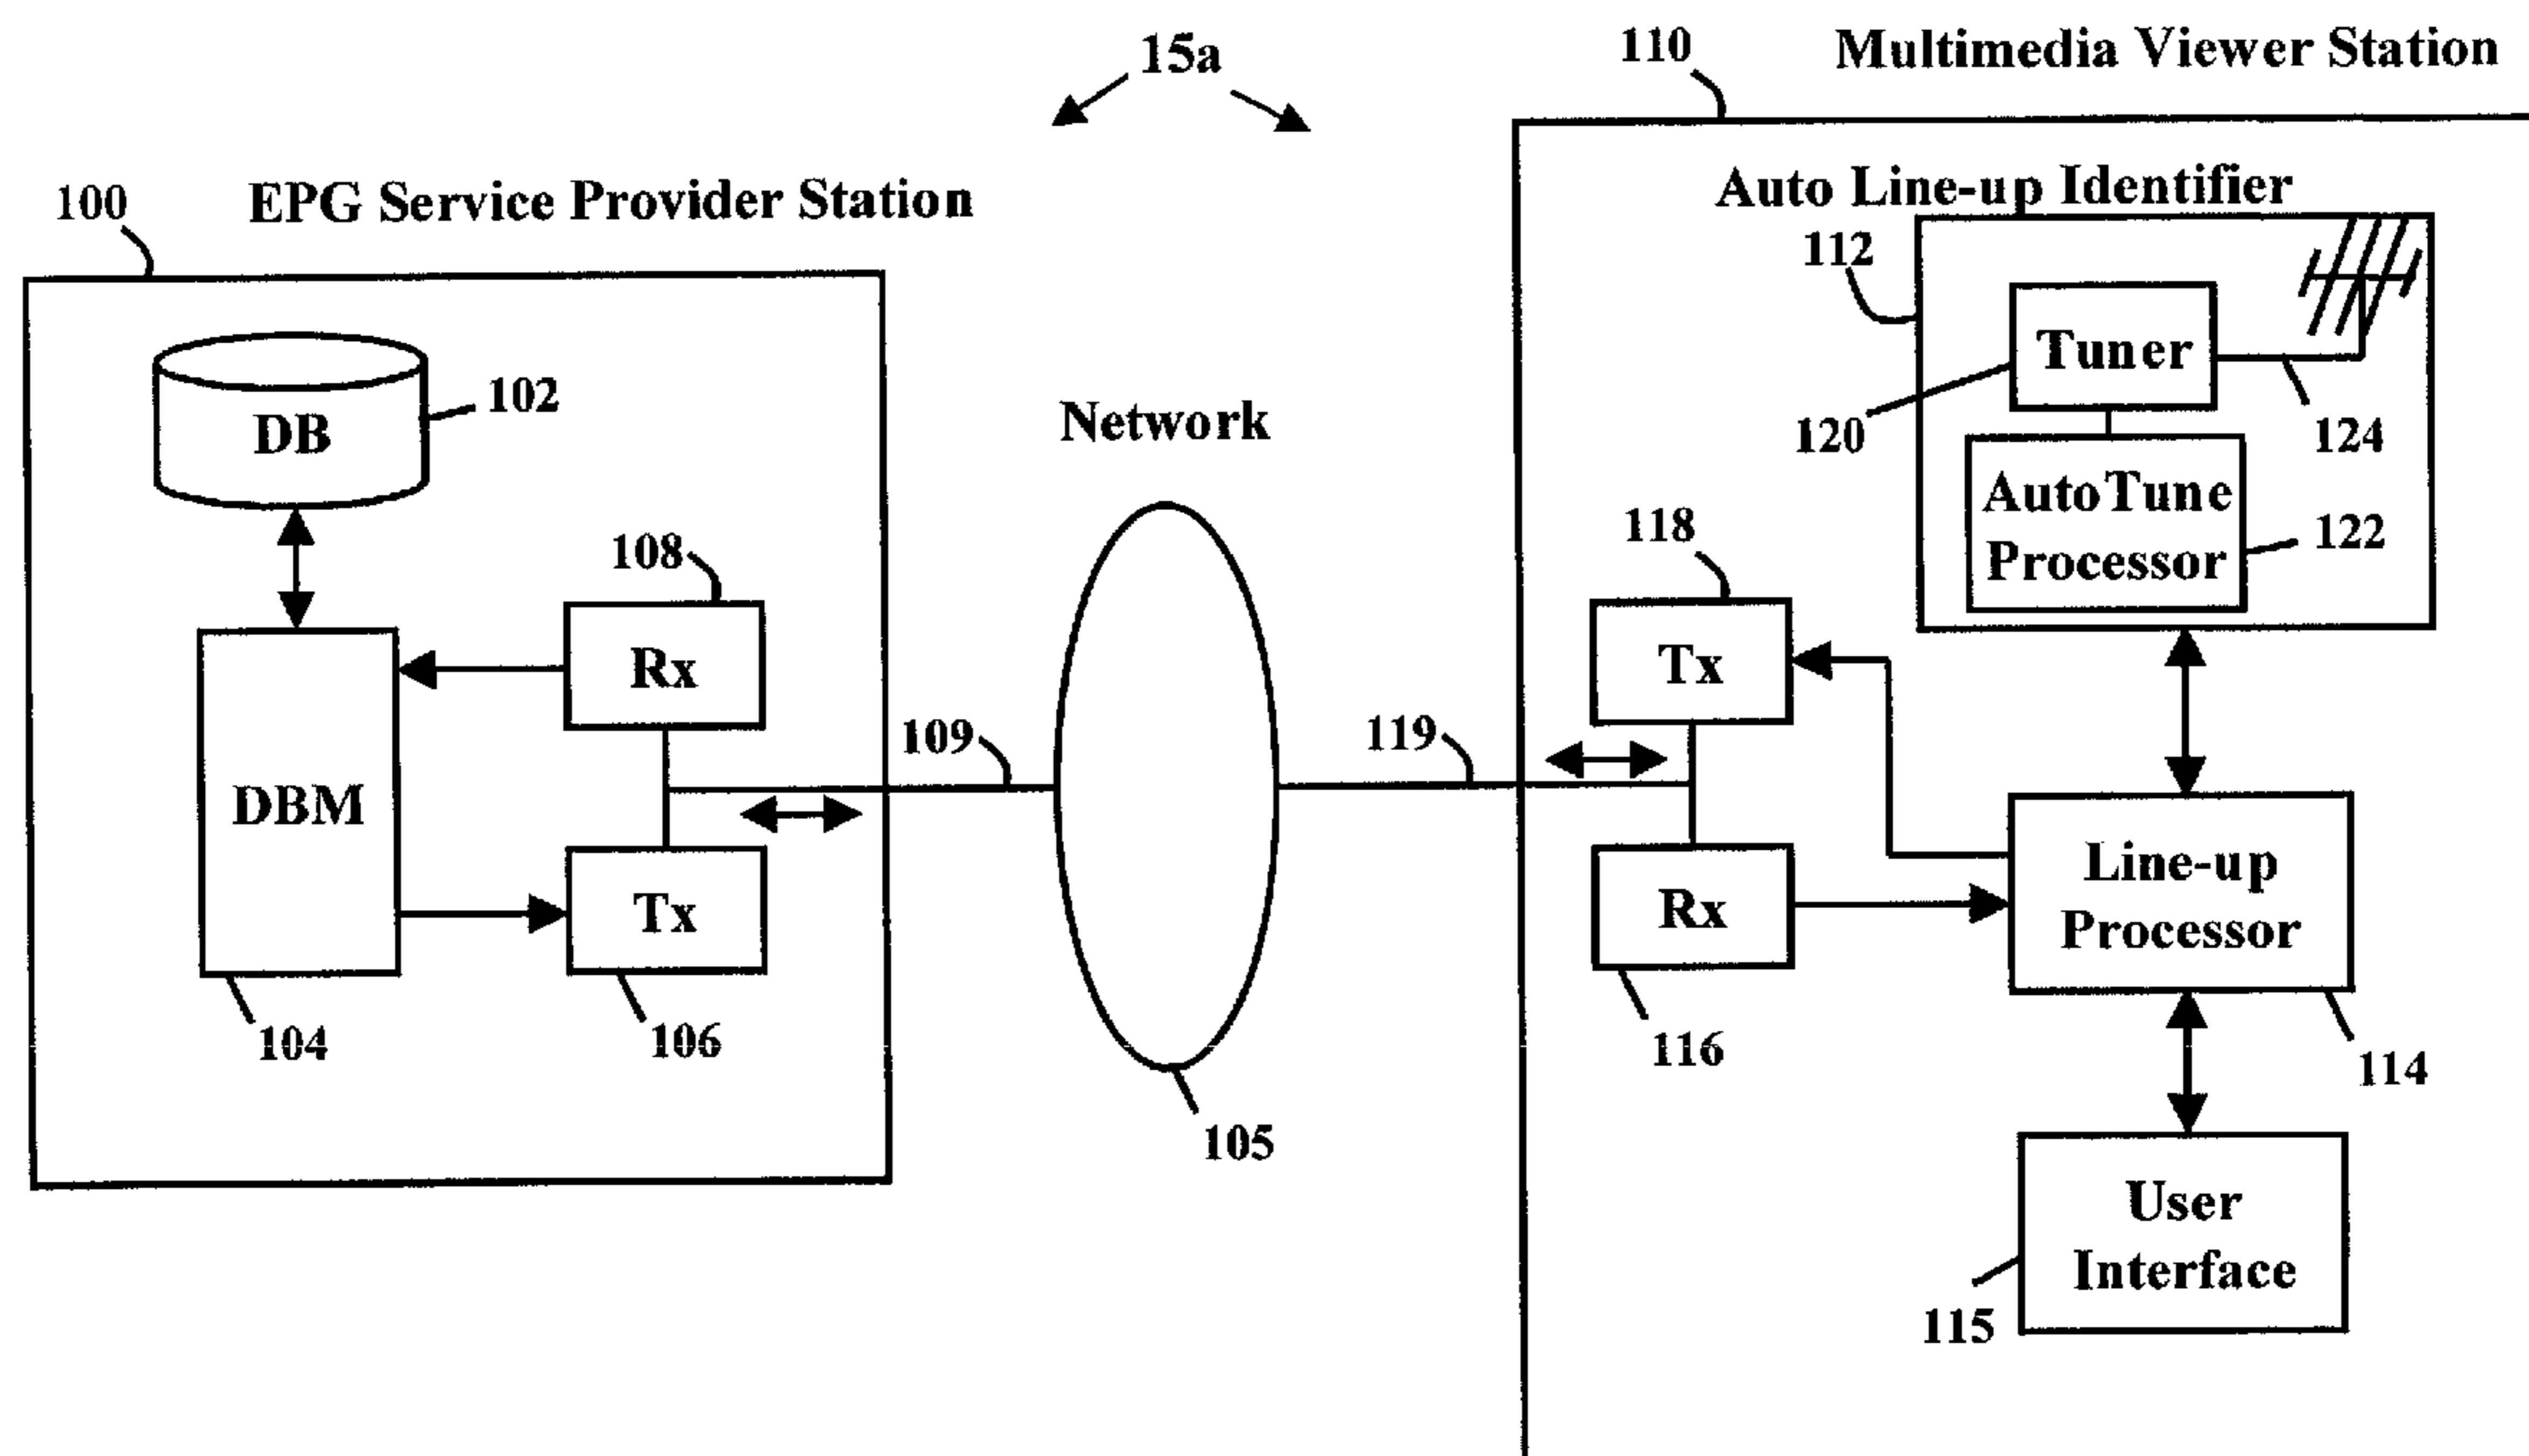 15a
110
Multimedia Viewer Station
100
EPG Service Provider Station
Auto Line-up Identifier
112
DB
102
Tuner
120
124
Network
AutoTune
Processor
122
108
Rx
118
Tx
DBM
109
119
Tx
Rx
Line-up
Processor
104
106
116
114
105
User
Interface
115